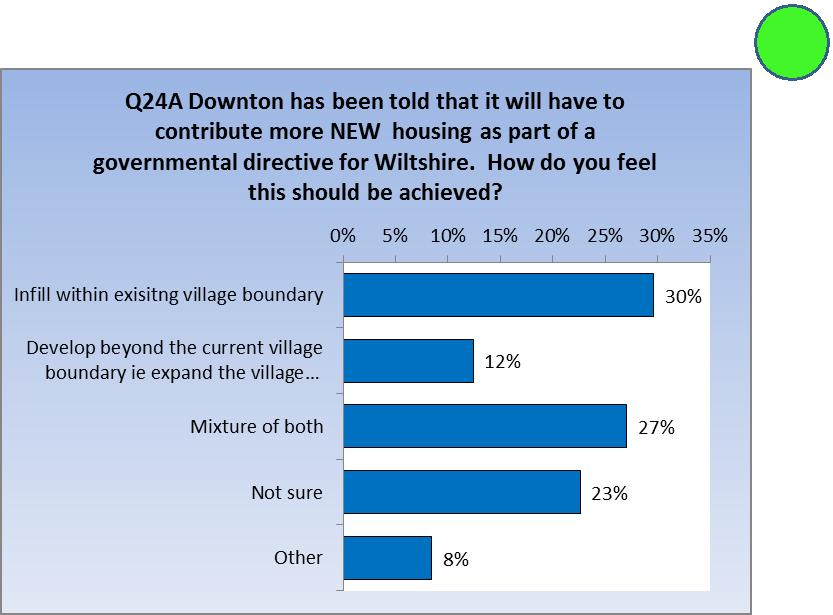 Q24A Downton has been told that it will have to
contribute more NEW housing as part of a
governmental directive for Wiltshire. How do you feel
this should be achieved?
0% 5% 10% 15% 20% 25% 30% 35%
Infill within exisitng village boundary 30%
Develop beyond the current village
boundary ie expand the village... 12%
Mixture of both 27%
Not sure 23%
Other 8%